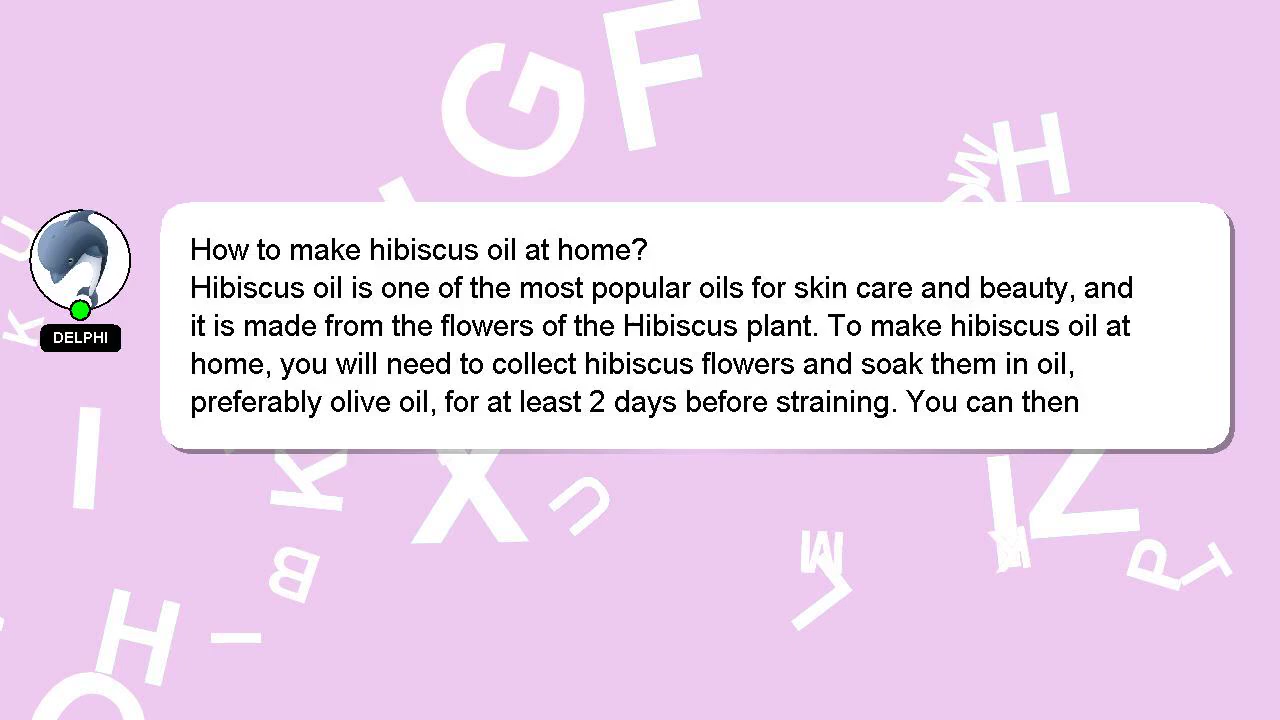 How to make hibiscus oil at home?
Hibiscus oil is one of the most popular oils for skin care and beauty, and
it is made from the flowers of the Hibiscus plant. To make hibiscus oil at
home, you will need to collect hibiscus flowers and soak them in oil,
preferably olive oil, for at least 2 days before straining. You can then
DELPHI